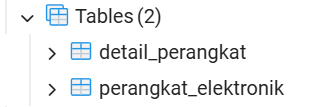 Tables (2)
detail_perangkat
perangkat_elektronik